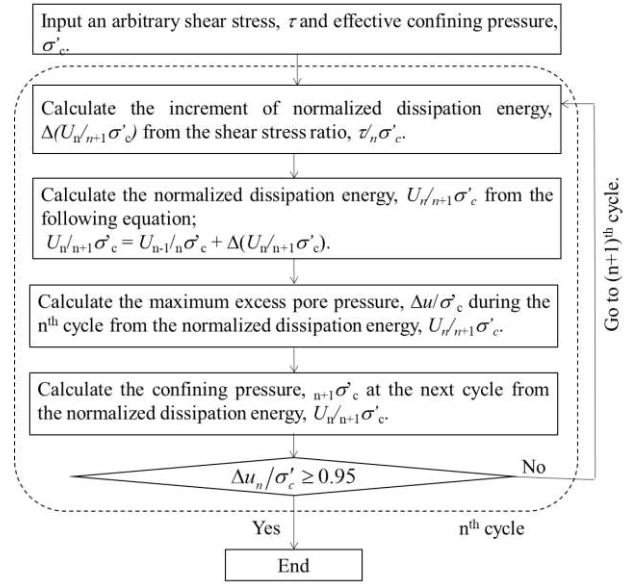 Input an arbitrary shear stress, τ and effective confining pressure,
σ'c.
Calculate the increment of normalized dissipation energy,
Δ(Un/n+1σ'c) from the shear stress ratio, τ/nσ'c.
Calculate the normalized dissipation energy, Un/n+1σ'c from the
following equation;
Un/n+1σ'c = Un-1/nσ'c + Δ(Un/n+1σ'c).
Calculate the maximum excess pore pressure, Δu/σ'c during the
nth cycle from the normalized dissipation energy, Un/n+1σ'c.
Calculate the confining pressure, n+1σ'c at the next cycle from
the normalized dissipation energy, Un/n+1σ'c.
Δun/σ'c ≥ 0.95
No
Go to (n+1)th cycle.
Yes
nth cycle
End